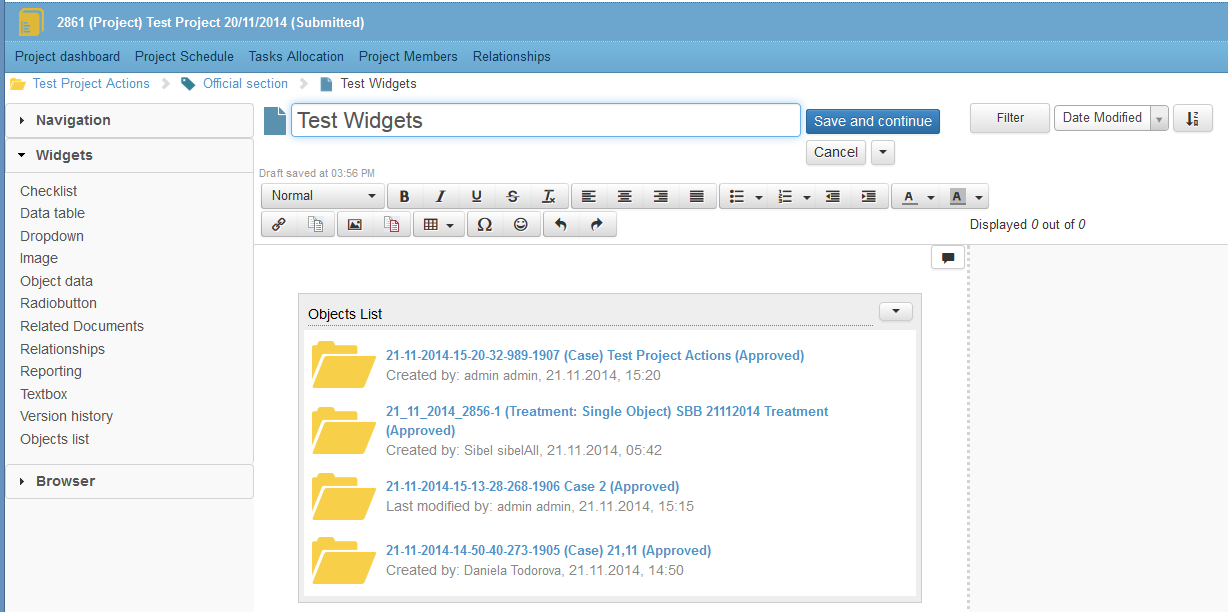 2861 (Project) Test Project 20/11/2014 (Submitted)
Project dashboard Project Schedule Tasks Allocation Project Members Relationships
Test Project Actions Official section Test Widgets
Navigation
Widgets
Checklist
Data table
Dropdown
Image
Object data
Radiobutton
Related Documents
Relationships
Reporting
Textbox
Version history
Objects list
Browser
Test Widgets
Save and continue
Cancel
Filter
Date Modified
Draft saved at 03:56 PM
Normal B I U S Tx A A
Ω
Displayed 0 out of 0
Objects List
21-11-2014-15-20-32-989-1907 (Case) Test Project Actions (Approved)
Created by: admin admin, 21.11.2014, 15:20
21_11_2014_2856-1 (Treatment: Single Object) SBB 21112014 Treatment
(Approved)
Created by: Sibel sibelAll, 21.11.2014, 05:42
21-11-2014-15-13-28-268-1906 Case 2 (Approved)
Last modified by: admin admin, 21.11.2014, 15:15
21-11-2014-14-50-40-273-1905 (Case) 21,11 (Approved)
Created by: Daniela Todorova, 21.11.2014, 14:50